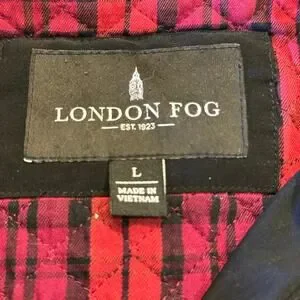 LONDON FOG
EST. 1923
L
MADE IN
VIETNAM